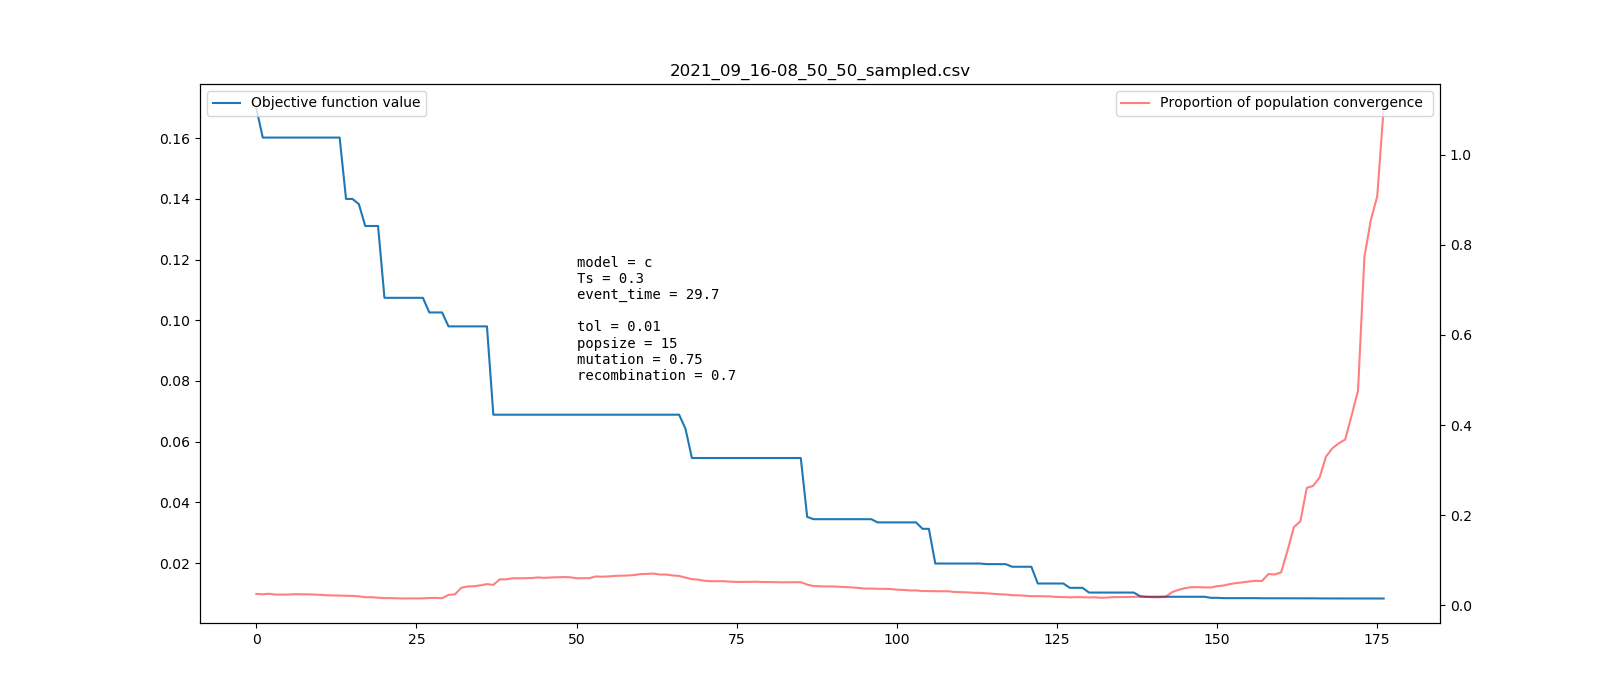 2021_09_16-08_50_50_sampled.csv
Objective function value
Proportion of population convergence
0.16
0.14
0.12
0.10
0.08
0.06
0.04
0.02
model = c
Ts = 0.3
event_time = 29.7
tol = 0.01
popsize = 15
mutation = 0.75
recombination = 0.7
1.0
0.8
0.6
0.4
0.2
0.0
0 25 50 75 100 125 150 175